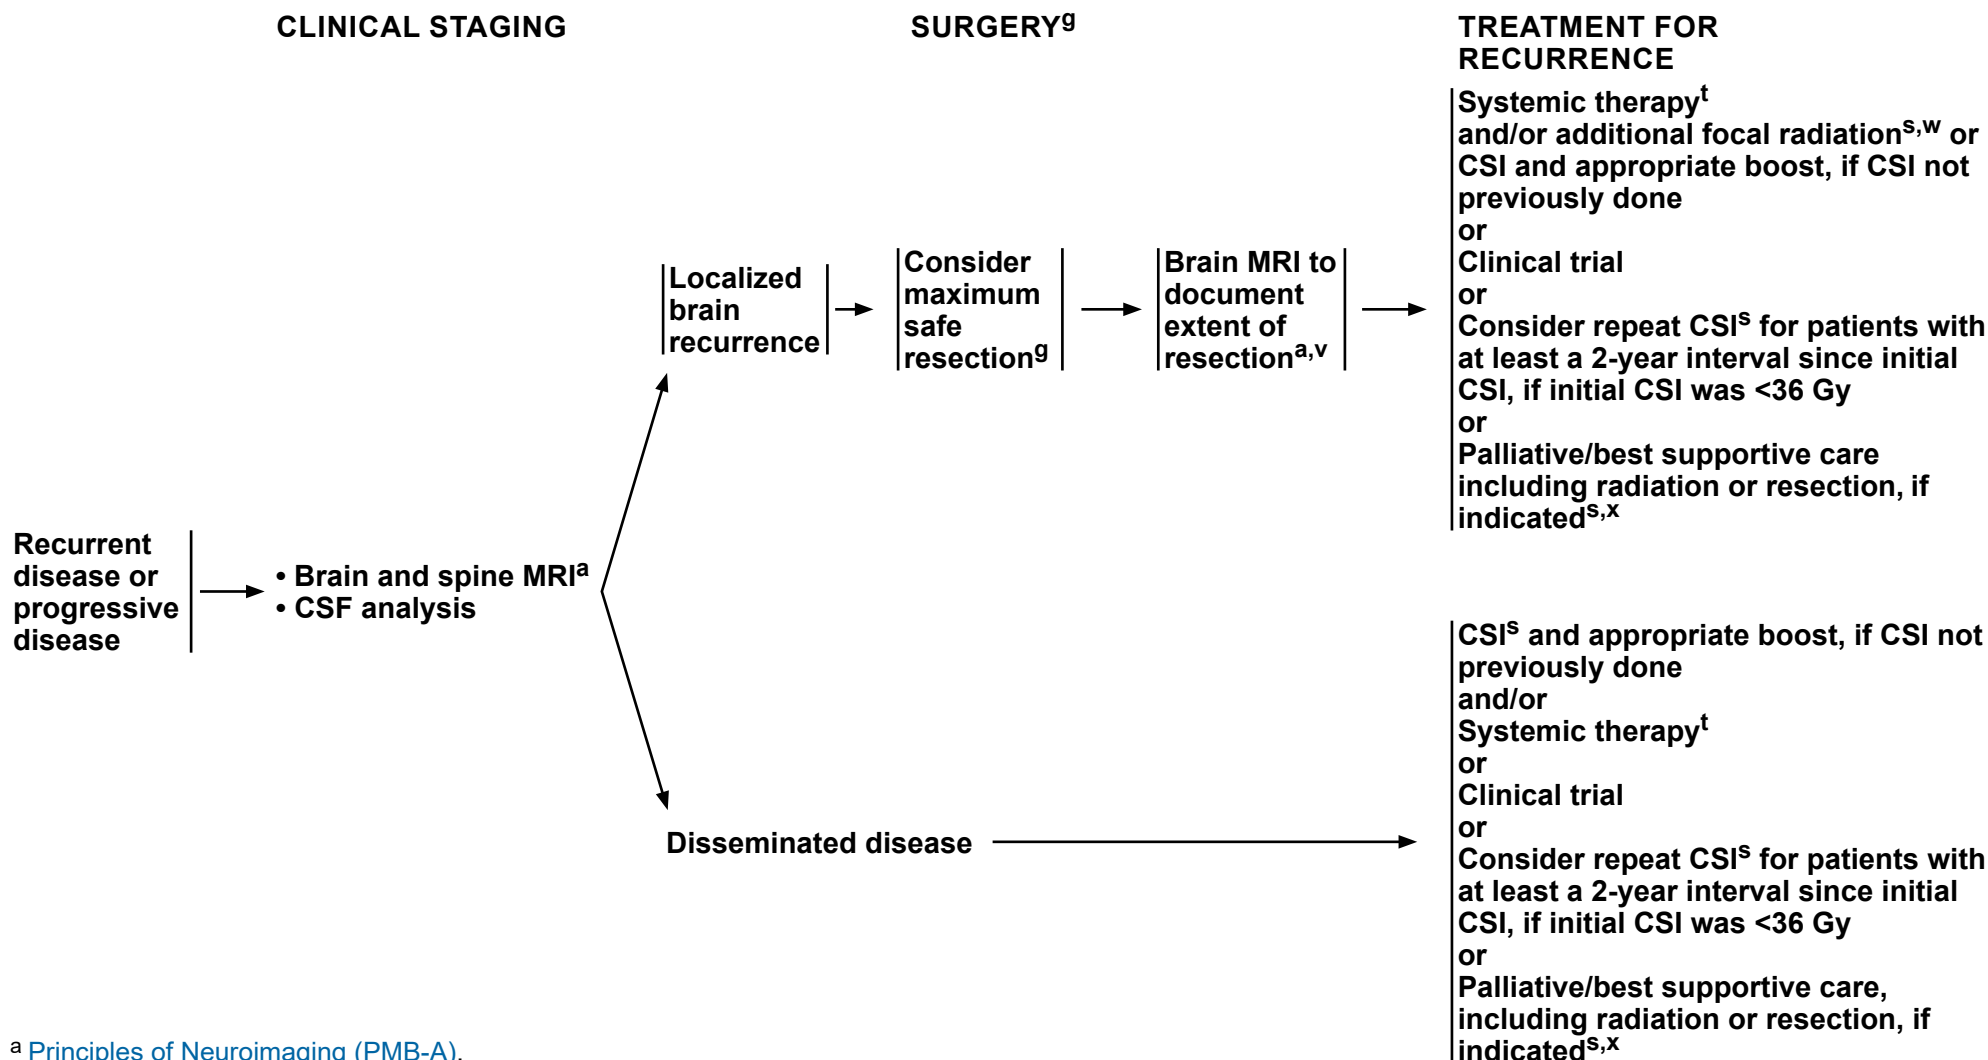 CLINICAL STAGING
SURGERYg
TREATMENT FOR
RECURRENCE
Recurrent
disease or
progressive
disease
• Brain and spine MRIa
• CSF analysis
Localized
brain
recurrence
Consider
maximum
safe
resectiong
Brain MRI to
document
extent of
resectiona,v
Systemic therapyt
and/or additional focal radiations,w or
CSI and appropriate boost, if CSI not
previously done
or
Clinical trial
or
Consider repeat CSIs for patients with
at least a 2-year interval since initial
CSI, if initial CSI was <36 Gy
or
Palliative/best supportive care
including radiation or resection, if
indicateds,x
Disseminated disease
CSIs and appropriate boost, if CSI not
previously done
and/or
Systemic therapyt
or
Clinical trial
or
Consider repeat CSIs for patients with
at least a 2-year interval since initial
CSI, if initial CSI was <36 Gy
or
Palliative/best supportive care,
including radiation or resection, if
indicateds,x
a Principles of Neuroimaging (PMB-A).